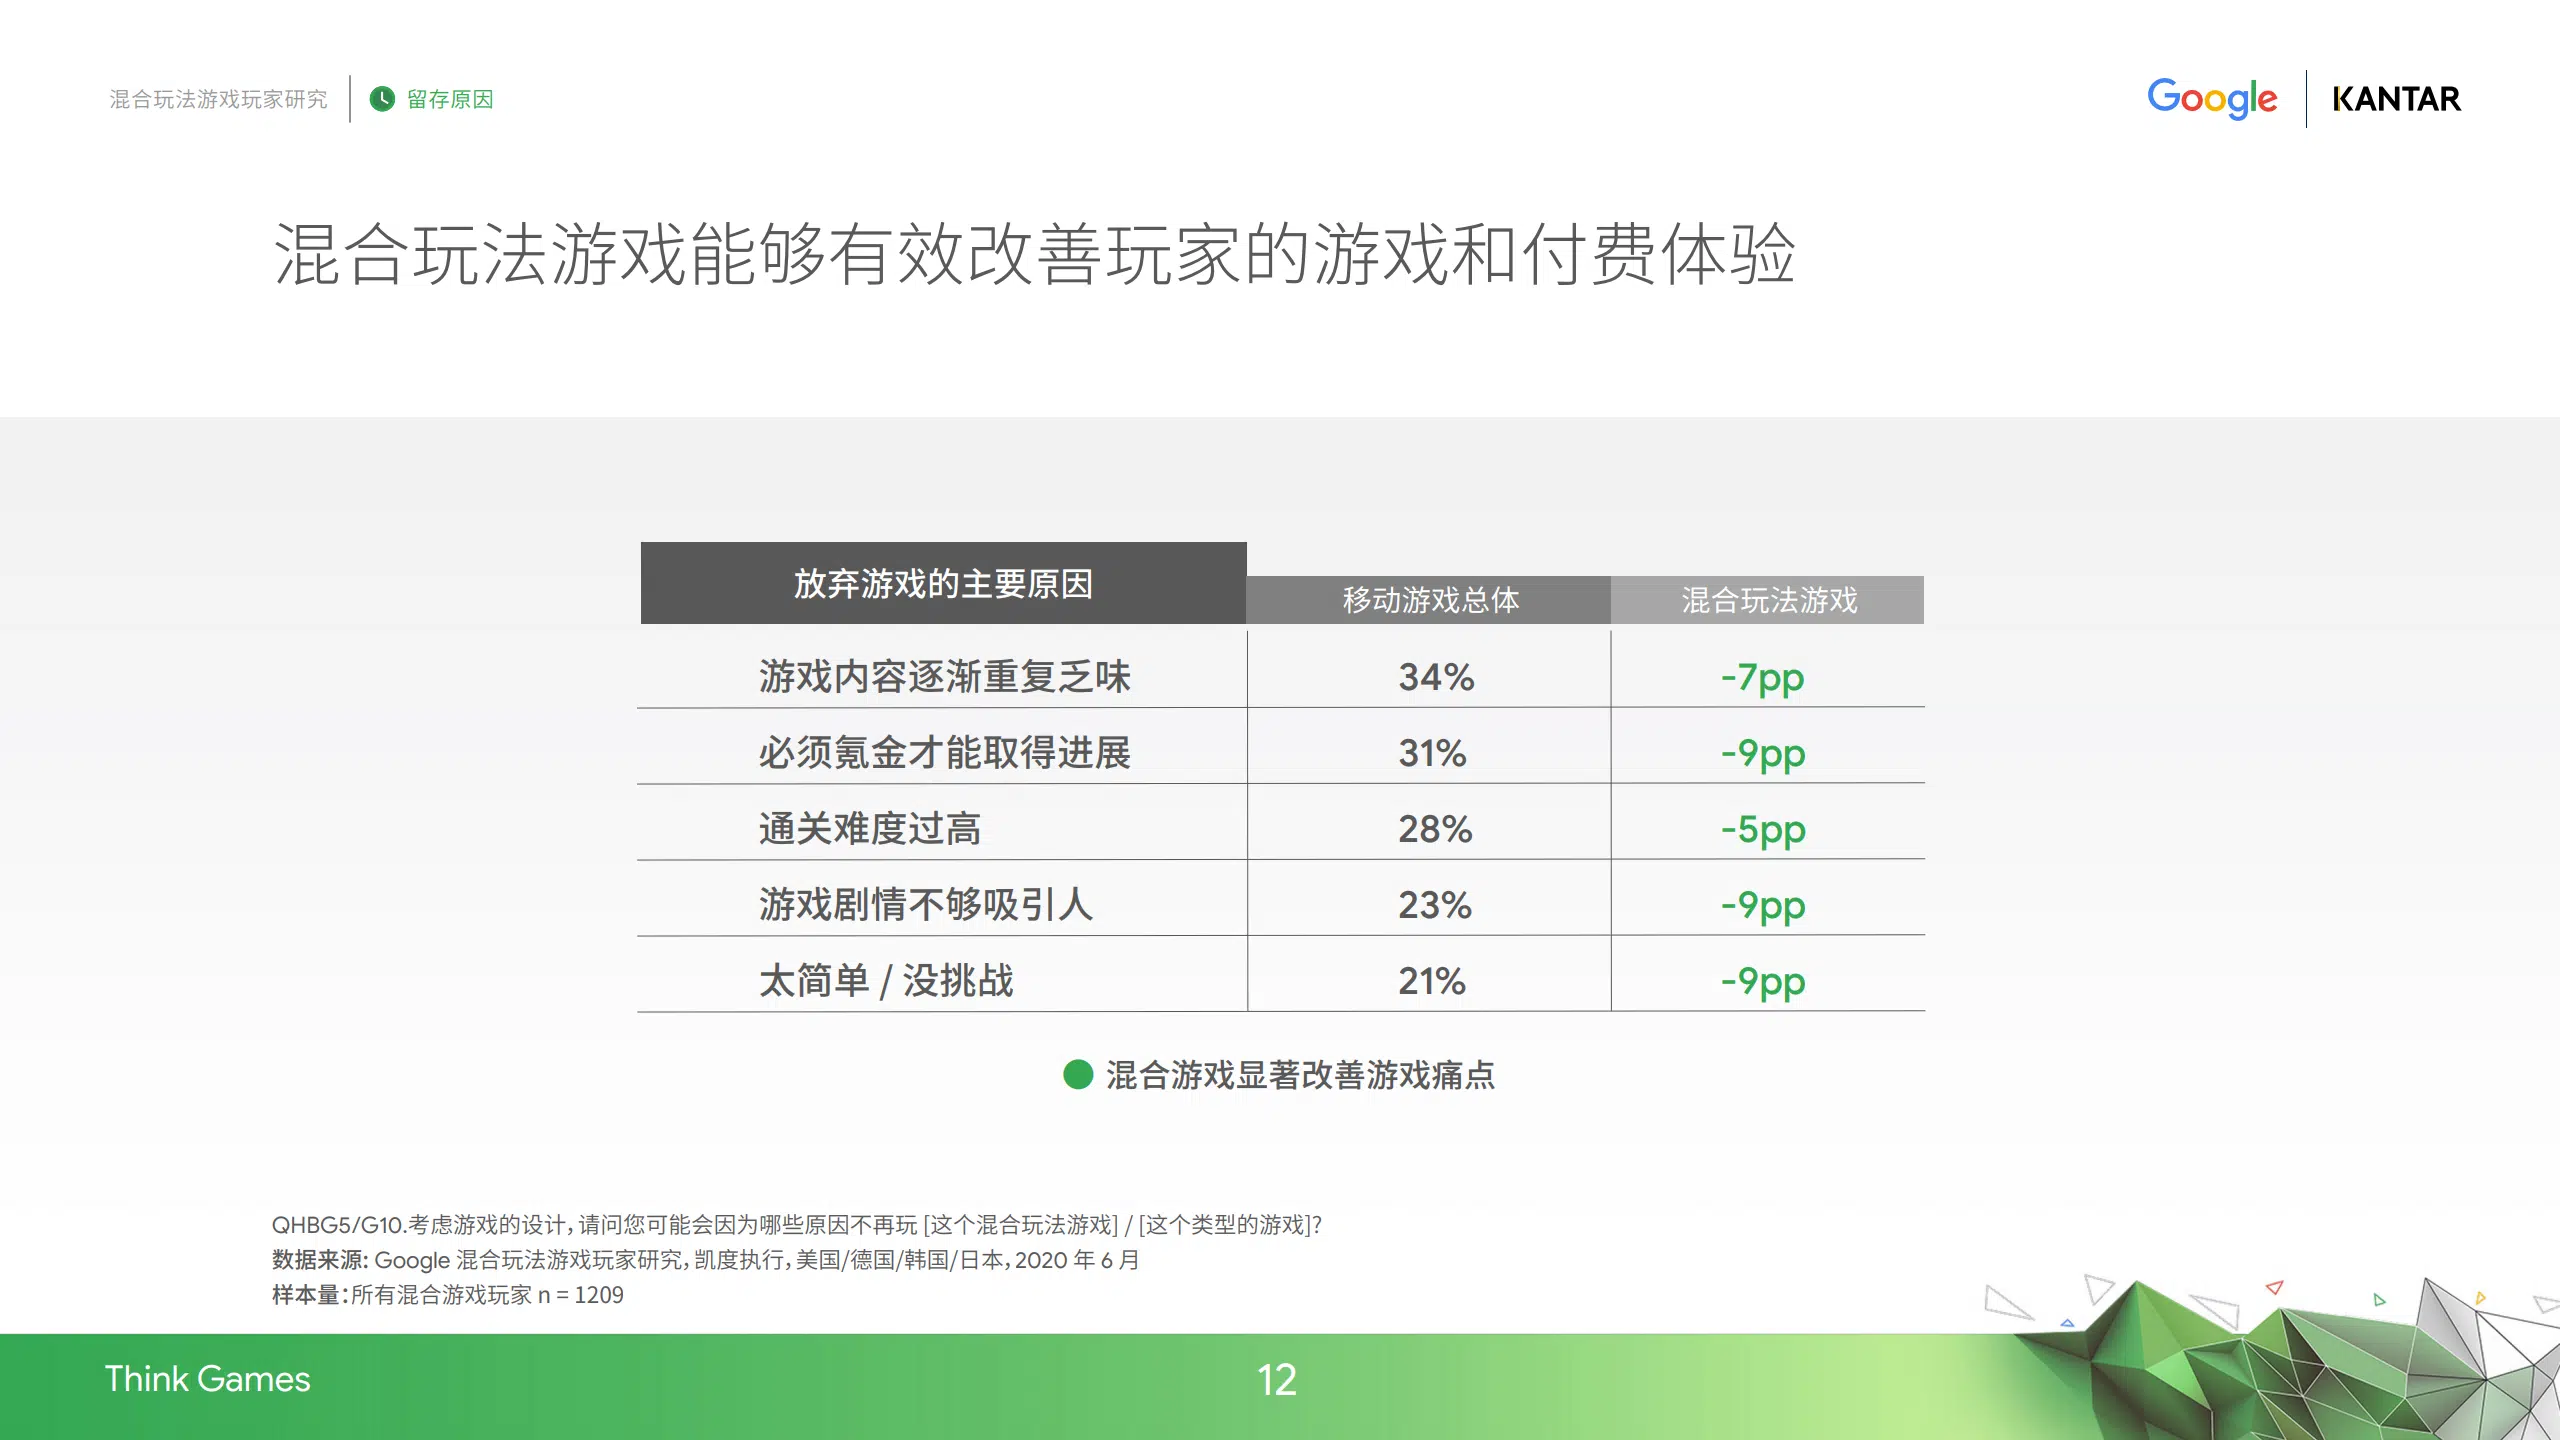 混合玩法游戏玩家研究
留存原因
Google
KANTAR
混合玩法游戏能够有效改善玩家的游戏和付费体验
放弃游戏的主要原因 移动游戏总体 混合玩法游戏
游戏内容逐渐重复乏味 34% -7pp
必须氪金才能取得进展 31% -9pp
通关难度过高 28% -5pp
游戏剧情不够吸引人 23% -9pp
太简单 / 没挑战 21% -9pp
混合游戏显著改善游戏痛点
QHBG5/G10.考虑游戏的设计，请问您可能会因为哪些原因不再玩 [这个混合玩法游戏] / [这个类型的游戏]?
数据来源: Google 混合玩法游戏玩家研究，凯度执行，美国/德国/韩国/日本，2020 年 6 月
样本量：所有混合游戏玩家 n = 1209
Think Games
12